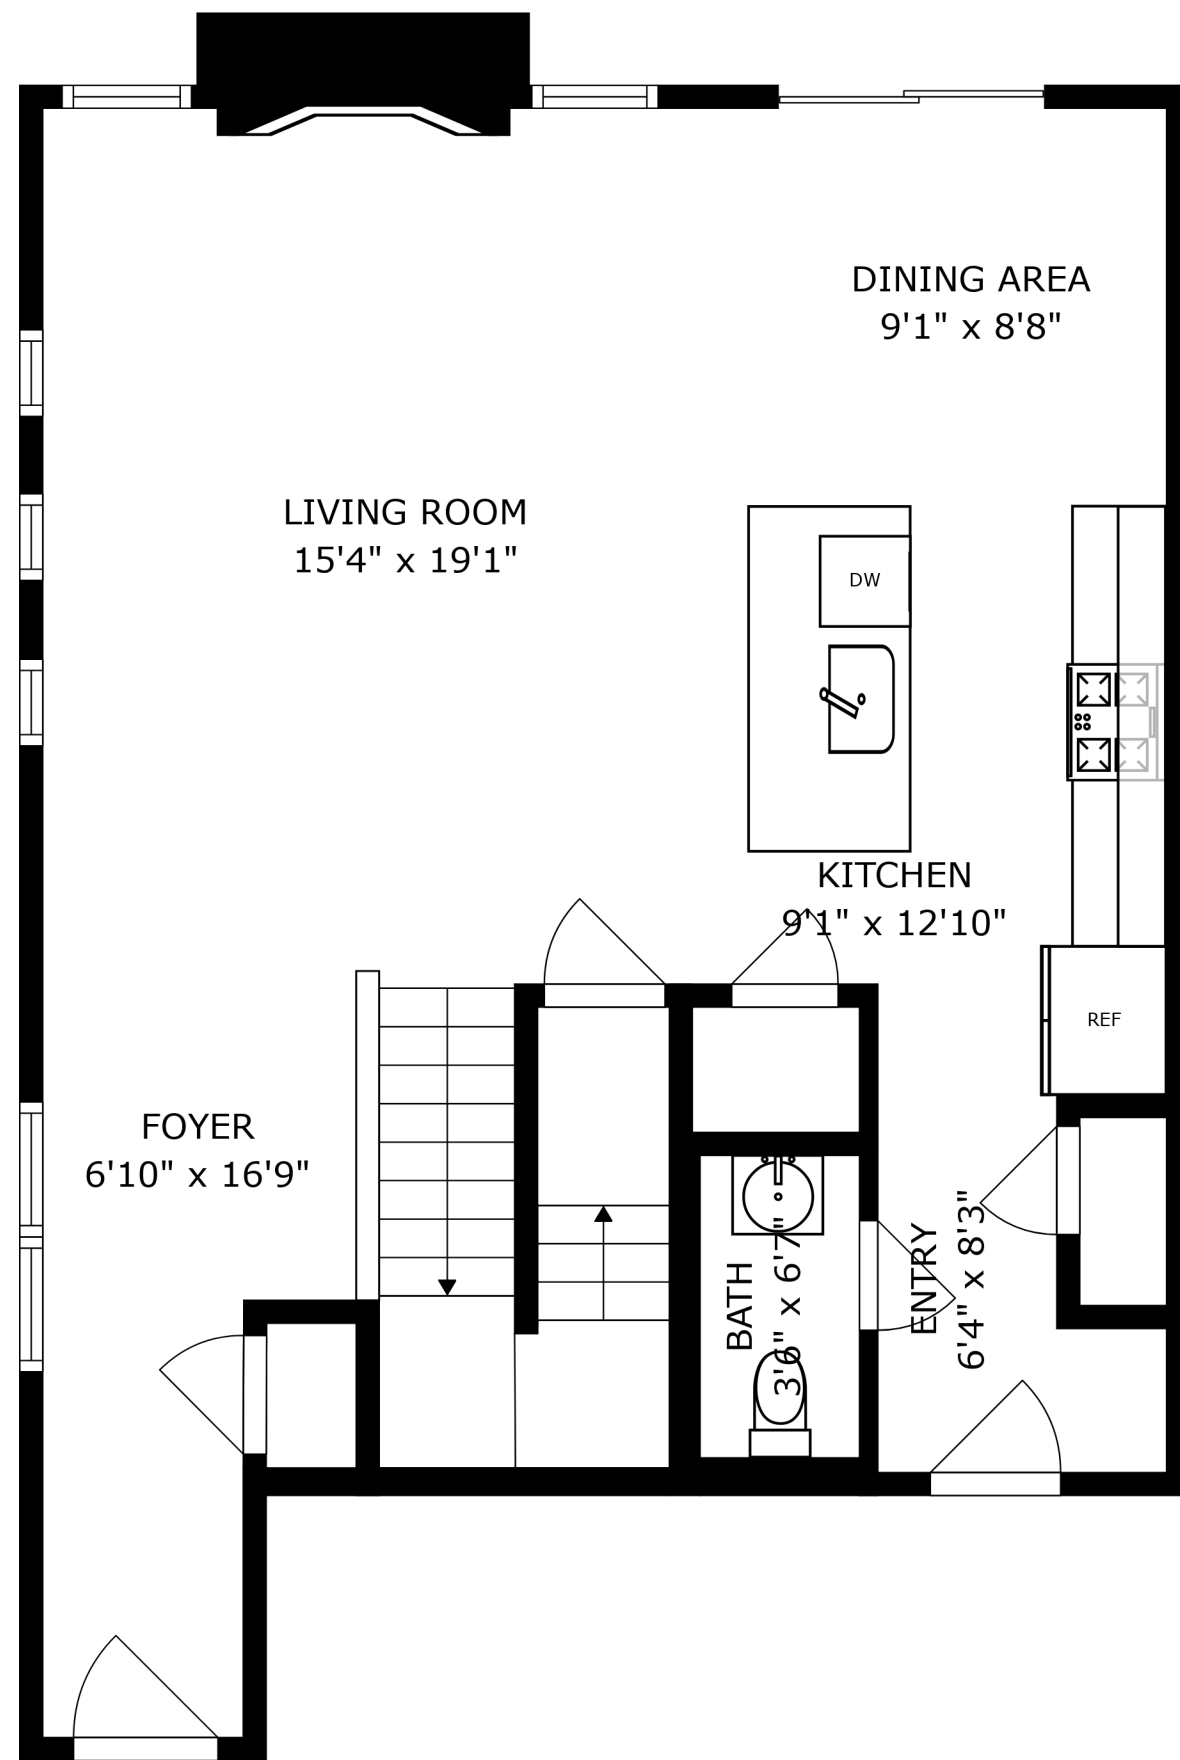 DINING AREA
9'1" x 8'8"
LIVING ROOM
15'4" x 19'1"
DW
KITCHEN
9'1" x 12'10"
REF
FOYER
6'10" x 16'9"
BATH
3'6" x 6'7"
ENTRY
6'4" x 8'3"